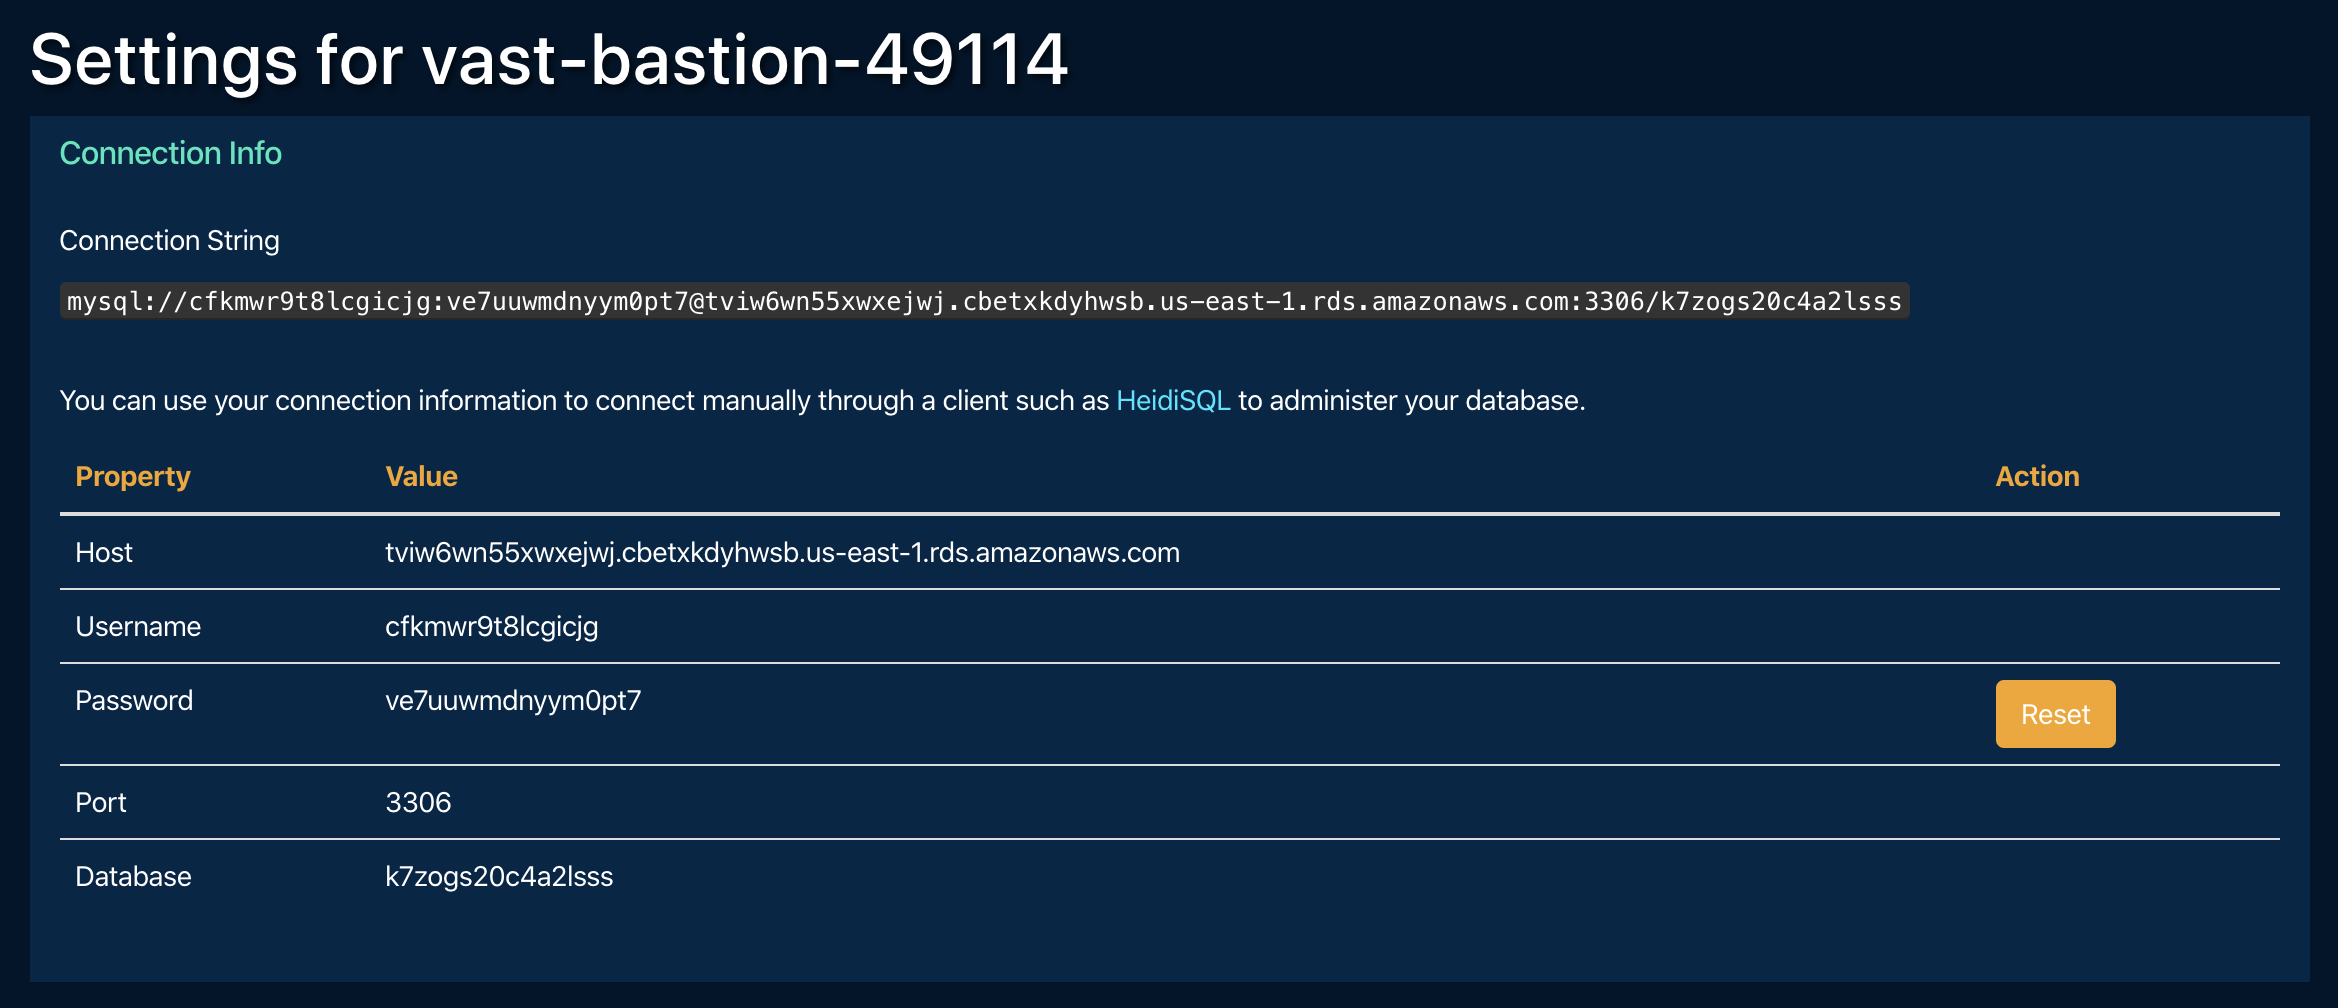 Settings for vast-bastion-49114
Connection Info
Connection String
mysql://cfkmwr9t8lcgicjg:ve7uuwmdnyym0pt7@tviw6wn55xwxejwj.cbetxkdyhwsb.us-east-1.rds.amazonaws.com:3306/k7zogs20c4a2lsss
You can use your connection information to connect manually through a client such as HeidiSQL to administer your database.
Property Value Action
Host tviw6wn55xwxejwj.cbetxkdyhwsb.us-east-1.rds.amazonaws.com
Username cfkmwr9t8lcgicjg
Password ve7uuwmdnyym0pt7 Reset
Port 3306
Database k7zogs20c4a2lsss